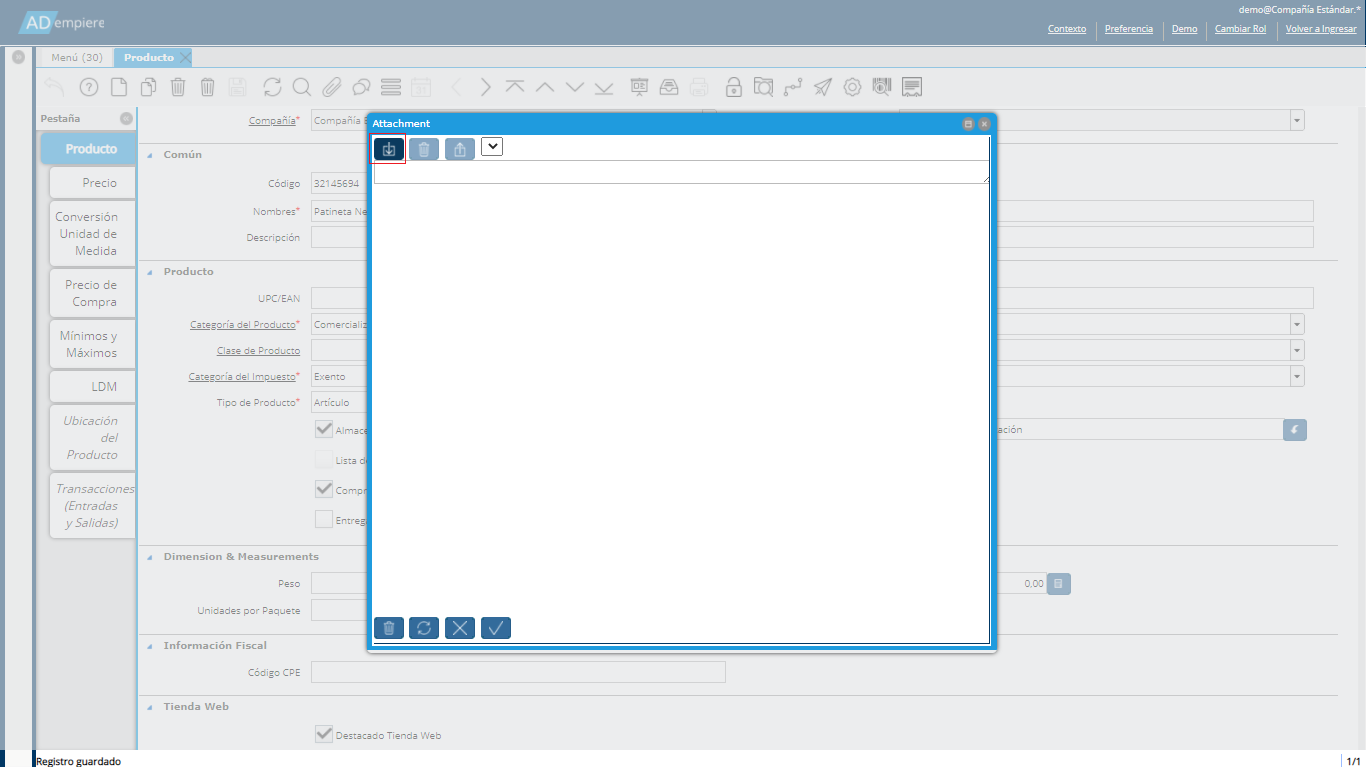 ADempiere
demo@Compañía Estándar.*
Contexto
Preferencia
Demo
Cambiar Rol
Volver a Ingresar
Menú (30)
Producto
Pestaña
Producto
Precio
Conversión
Unidad de
Medida
Precio de
Compra
Mínimos y
Máximos
LDM
Ubicación
del
Producto
Transacciones
(Entradas
y Salidas)
Compañía*
Compañía
Común
Código
32145694
Nombres*
Patineta
Descripción
Producto
UPC/EAN
Categoría del Producto*
Comercializ
Clase de Producto
Categoría del Impuesto*
Exento
Tipo de Producto*
Artículo
Almace
ación
Lista d
Compr
Entreg
Dimension & Measurements
Peso
0,00
Unidades por Paquete
Información Fiscal
Código CPE
Tienda Web
Destacado Tienda Web
Attachment
Registro guardado
1/1